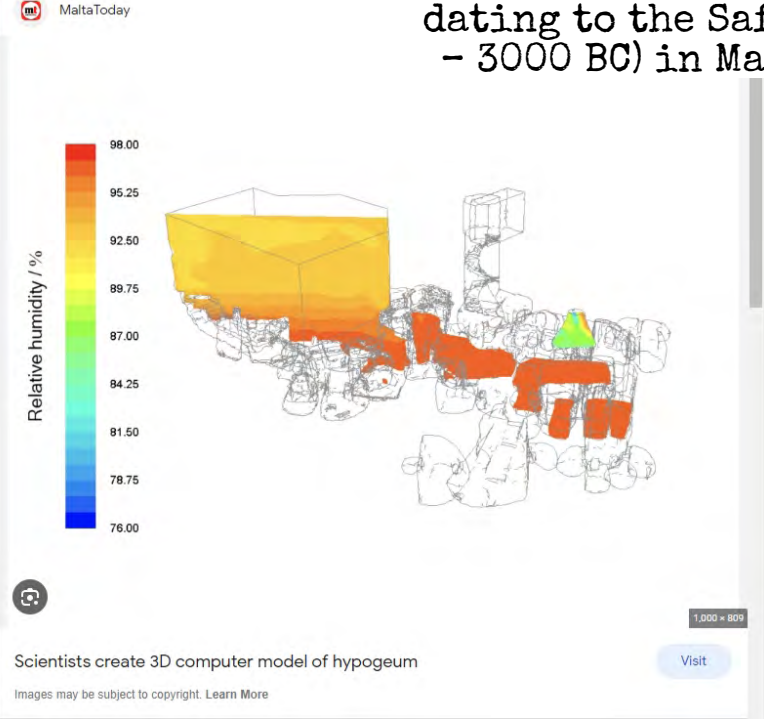 MaltaToday
dating to the Saf
– 3000 BC) in Ma
98.00
95.25
92.50
89.75
87.00
84.25
81.50
78.75
76.00
Relative humidity / %
1,000 × 809
Scientists create 3D computer model of hypogeum
Visit
Images may be subject to copyright. Learn More